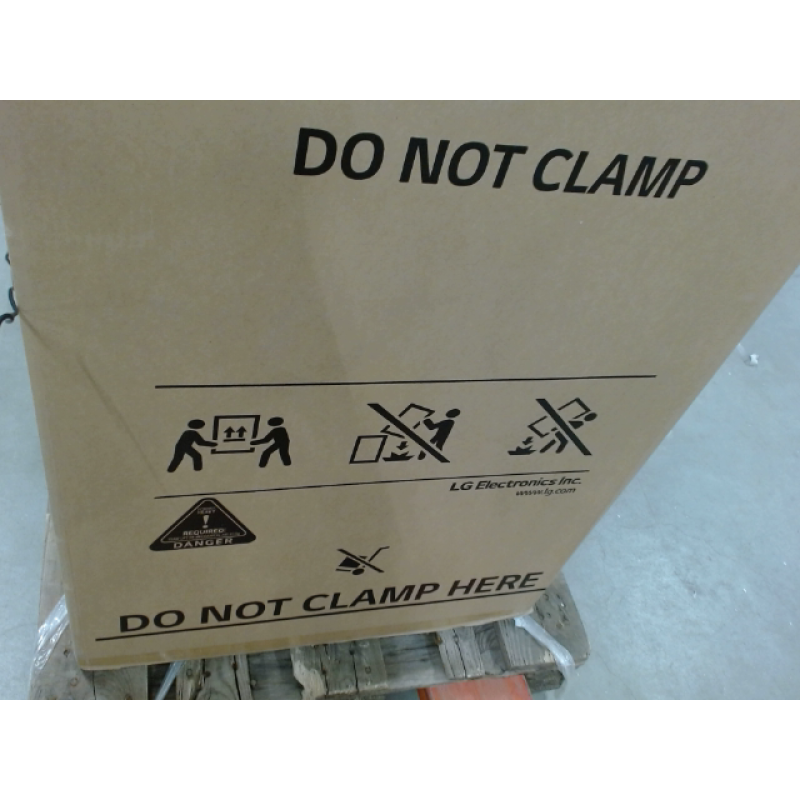 DO NOT CLAMP
LG Electronics Inc.
www.lg.com
REQUIRED!
DANGER
DO NOT CLAMP HERE